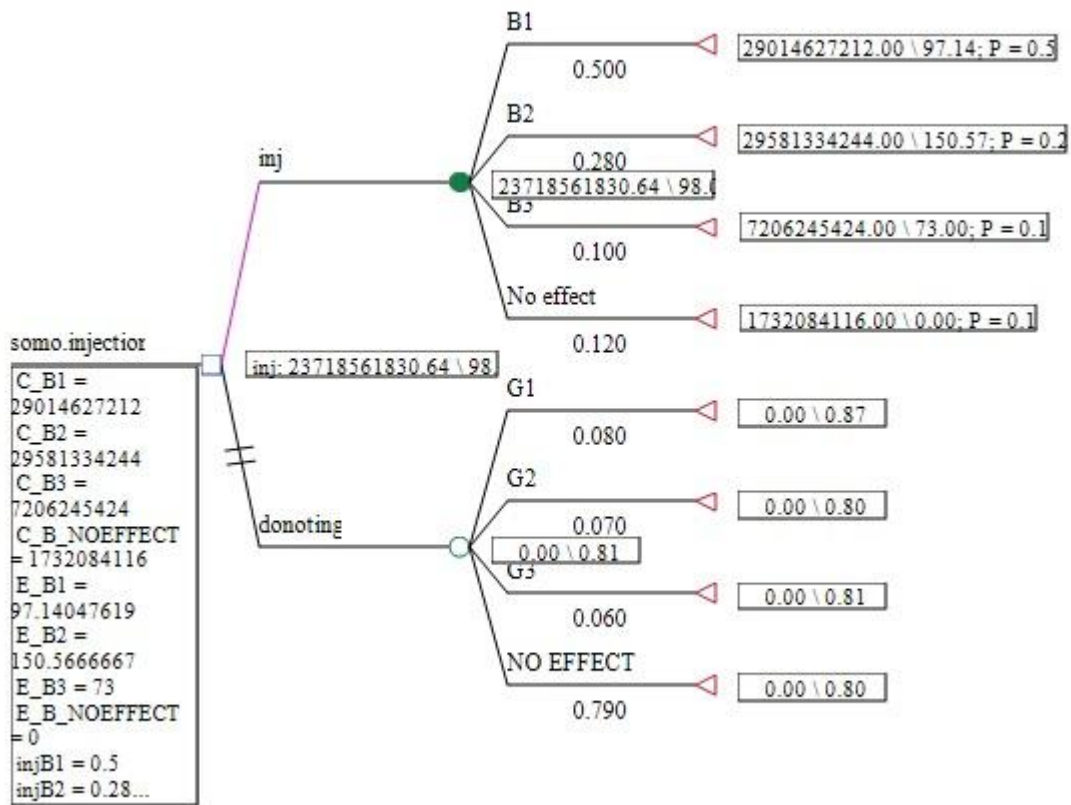 B1
0.500
29014627212.00 \ 97.14; P = 0.5
B2
0.280
29581334244.00 \ 150.57; P = 0.2
inj
23718561830.64 \ 98.0
B3
0.100
7206245424.00 \ 73.00; P = 0.1
No effect
0.120
1732084116.00 \ 0.00; P = 0.1
somo.injection
inj: 23718561830.64 \ 98.
C_B1 =
29014627212
C_B2 =
29581334244
C_B3 =
7206245424
C_B_NOEFFECT
= 1732084116
E_B1 =
97.14047619
E_B2 =
150.5666667
E_B3 = 73
E_B_NOEFFECT
= 0
injB1 = 0.5
injB2 = 0.28...
G1
0.080
0.00 \ 0.87
G2
0.070
0.00 \ 0.80
donoting
0.00 \ 0.81
G3
0.060
0.00 \ 0.81
NO EFFECT
0.790
0.00 \ 0.80